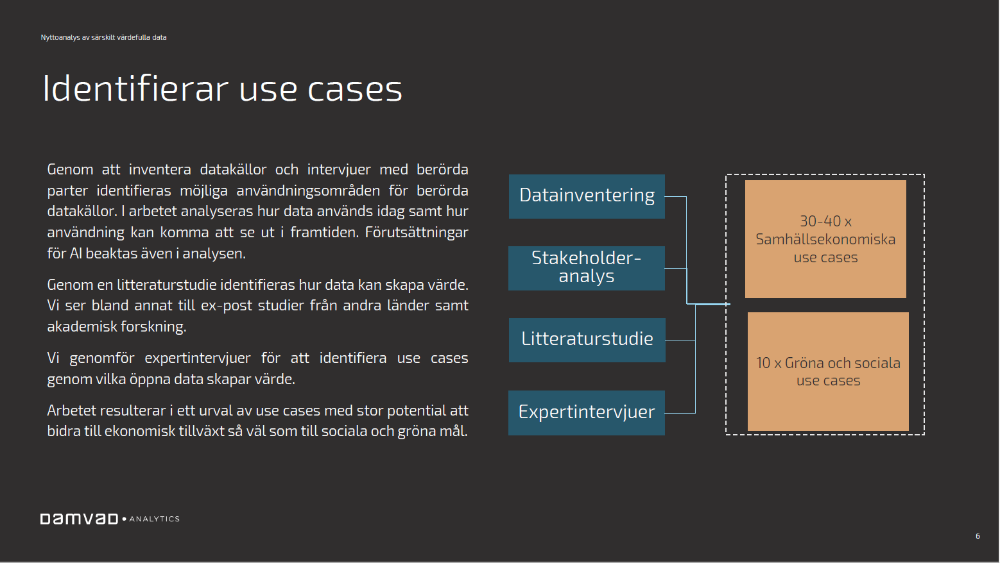 Nyttoanalys av särskilt värdefulla data
Identifierar use cases
Genom att inventera datakällor och intervjuer med berörda
parter identifieras möjliga användningsområden för berörda
datakällor. I arbetet analyseras hur data används idag samt hur
användning kan komma att se ut i framtiden. Förutsättningar
för AI beaktas även i analysen.
Genom en litteraturstudie identifieras hur data kan skapa värde.
Vi ser bland annat till ex-post studier från andra länder samt
akademisk forskning.
Vi genomför expertintervjuer för att identifiera use cases
genom vilka öppna data skapar värde.
Arbetet resulterar i ett urval av use cases med stor potential att
bidra till ekonomisk tillväxt så väl som till sociala och gröna mål.
Datainventering
Stakeholder-
analys
Litteraturstudie
Expertintervjuer
30-40 x
Samhällsekonomiska
use cases
10 x Gröna och sociala
use cases
DAMVAD • ANALYTICS
6